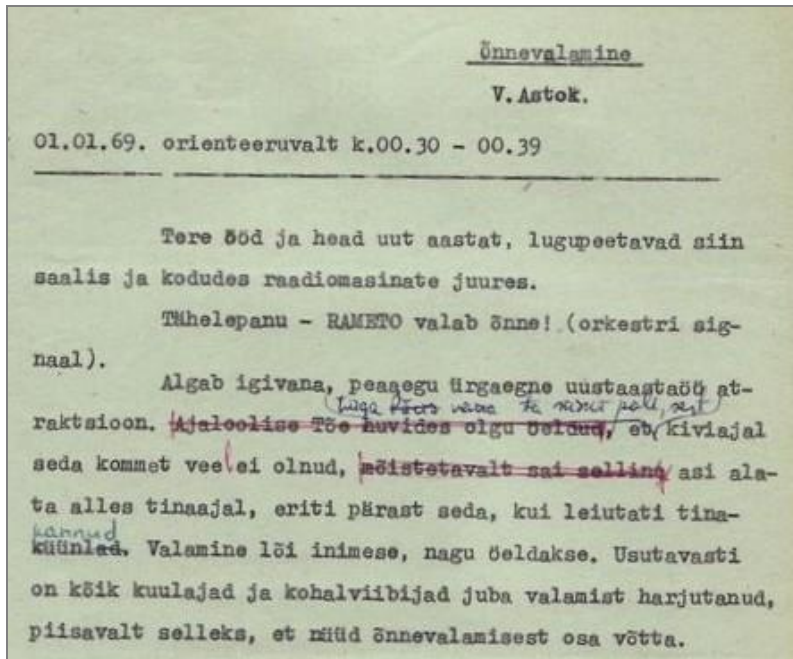 Õnnevalamine
V.Astok.
01.01.69. orienteeruvalt k.00.30 - 00.39
Tere ööd ja head uut aastat, lugupeetavad siin
saalis ja kodudes raadiomasinate juures.
Tähelepanu - RAMETO valab õnne! (orkestri sig-
naal).
Algab igivana, peagegu ürgaegne uustaastaöö at-
raktsioon. Ajaloolise Tõe huvides olgu öeldud, et kiviajal
seda kommet veel ei olnud, mõistetavalt sai selline asi ala-
ta alles tinaajal, eriti pärast seda, kui leiutati tina-
kannud
küünlad. Valamine lõi inimese, nagu öeldakse. Usutavasti
on kõik kuulajad ja kohalviibijad juba valamist harjutanud,
piisavalt selleks, et nüüd õnnevalamisest osa võtta.